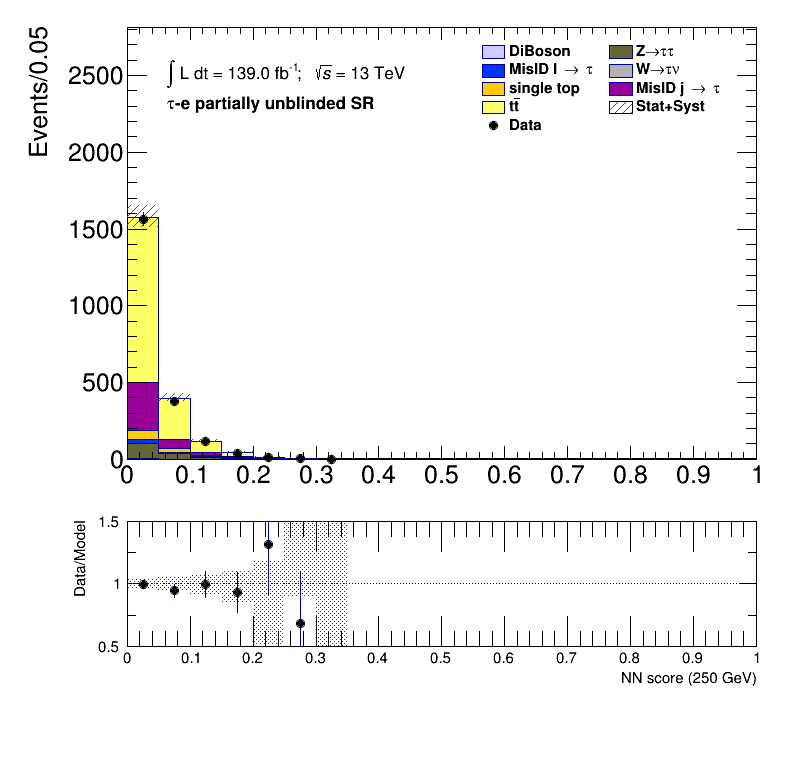 Events/0.05
2500
2000
1500
1000
500
0
∫ L dt = 139.0 fb⁻¹; √s = 13 TeV
τ-e partially unblinded SR
DiBoson
MisID l → τ
single top
tt̄
Data
Z→ττ
W→τν
MisID j → τ
Stat+Syst
0 0.1 0.2 0.3 0.4 0.5 0.6 0.7 0.8 0.9 1
Data/Model
1.5
1
0.5
0 0.1 0.2 0.3 0.4 0.5 0.6 0.7 0.8 0.9 1
NN score (250 GeV)